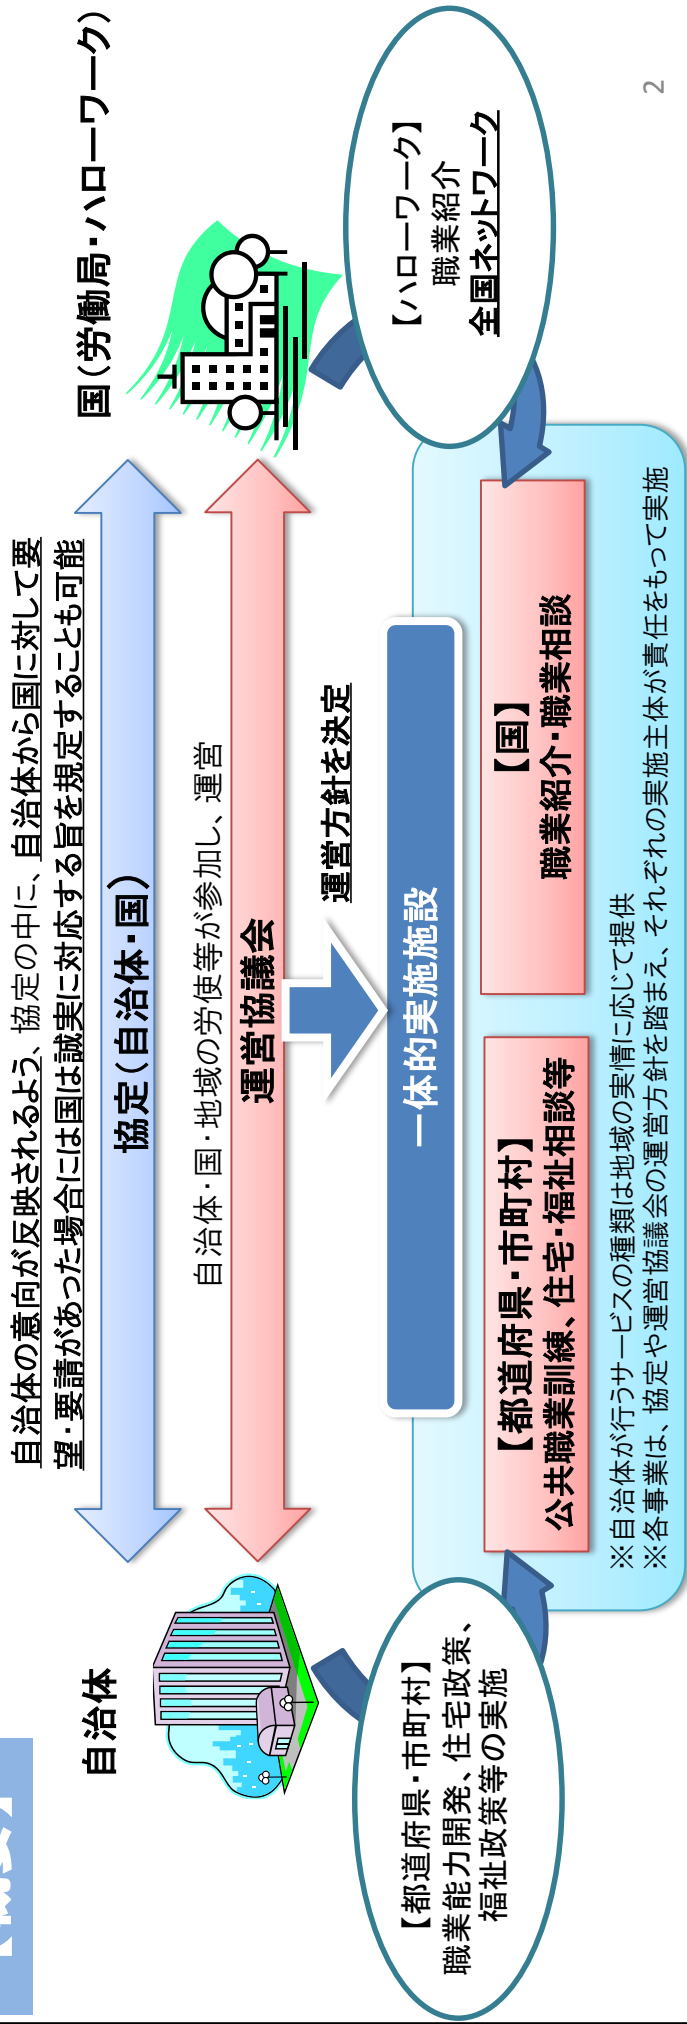 自治体の意向が反映されるよう、協定の中に、自治体から国に対して要
望・要請があった場合には国は誠実に対応する旨を規定することも可能
自治体
国（労働局・ハローワーク）
協定（自治体・国）
自治体・国・地域の労使等が参加し、運営
運営協議会
運営方針を決定
一体的実施施設
【都道府県・市町村】
職業能力開発、住宅政策、
福祉政策等の実施
【ハローワーク】
職業紹介
全国ネットワーク
【都道府県・市町村】
公共職業訓練、住宅・福祉相談等
【国】
職業紹介・職業相談
※自治体が行うサービスの種類は地域の実情に応じて提供
※各事業は、協定や運営協議会の運営方針を踏まえ、それぞれの実施主体が責任をもって実施
2